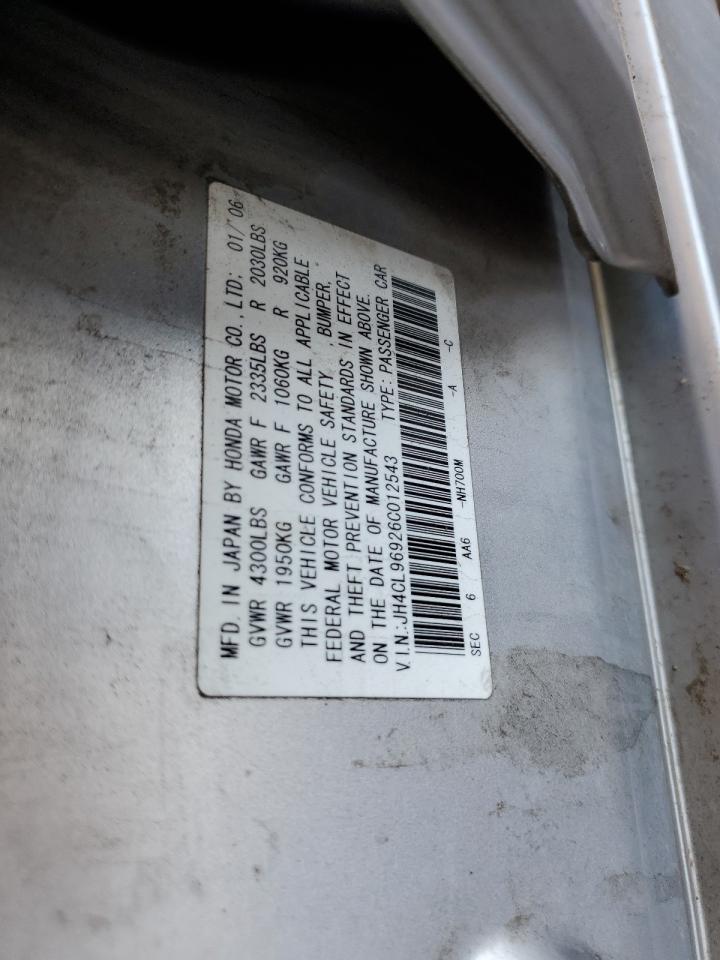 MFD. IN JAPAN BY HONDA MOTOR CO., LTD; 01/06
GVWR 4300LBS GAWR F 2335LBS R 2030LBS
GVWR 1950KG GAWR F 1060KG R 920KG
THIS VEHICLE CONFORMS TO ALL APPLICABLE
FEDERAL MOTOR VEHICLE SAFETY , BUMPER,
AND THEFT PREVENTION STANDARDS IN EFFECT
ON THE DATE OF MANUFACTURE SHOWN ABOVE.
V.I.N.:JH4CL96926C012543 TYPE: PASSENGER CAR
SEC 6 AA6 -NH700M -A -C